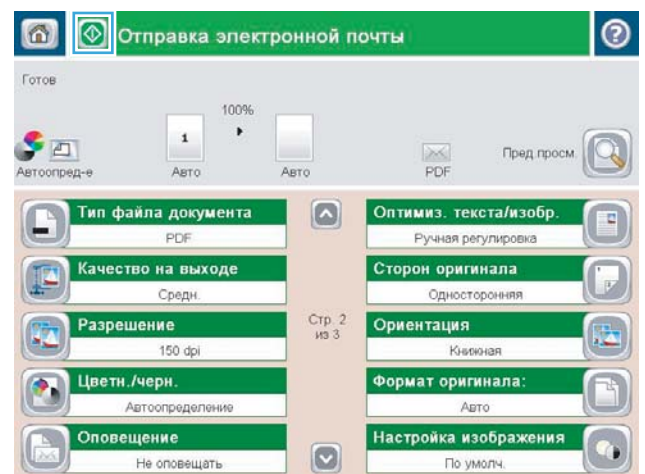 Отправка электронной почты
Готов
100%
1
Автоопред-е
Авто
Авто
PDF
Пред.просм.
Тип файла документа
PDF
Качество на выходе
Средн.
Разрешение
150 dpi
Цветн./черн.
Автоопределение
Оповещение
Не оповещать
Стр. 2
из 3
Оптимиз. текста/изобр.
Ручная регулировка
Сторон оригинала
Односторонняя
Ориентация
Книжная
Формат оригинала:
Авто
Настройка изображения
По умолч.